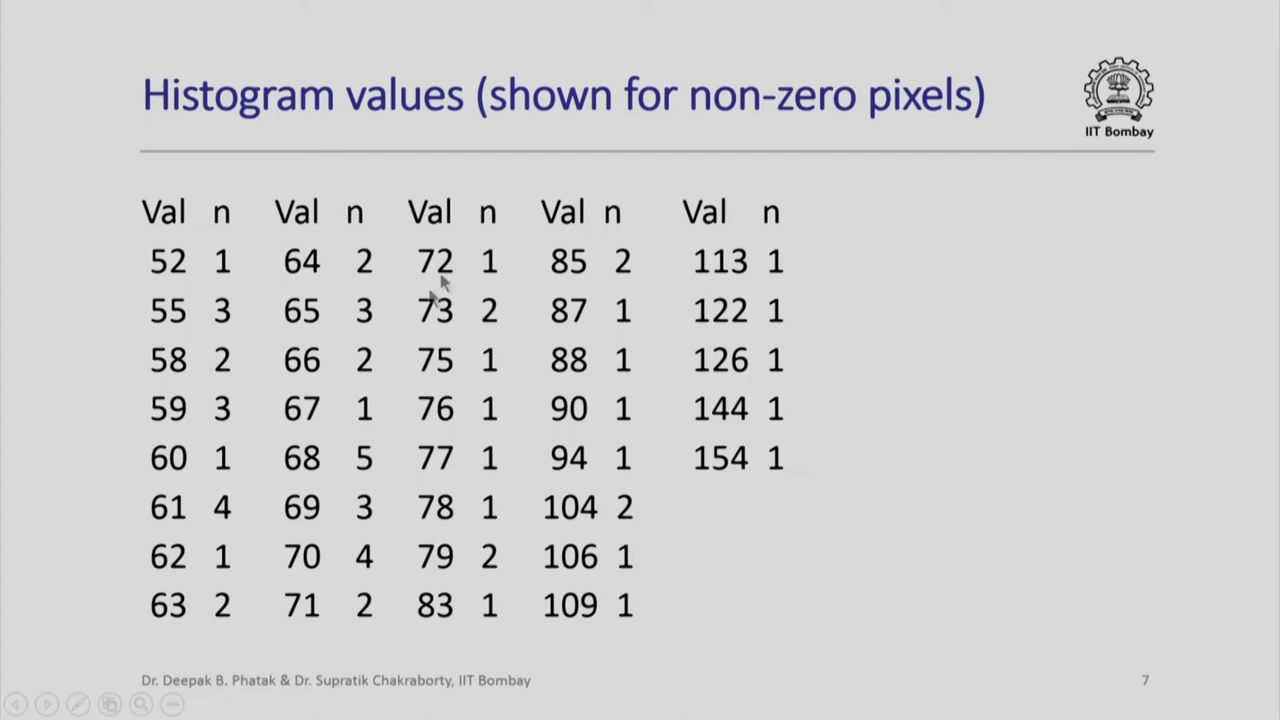 Histogram values (shown for non-zero pixels)
IIT Bombay
Val n Val n Val n Val n Val n
52 1 64 2 72 1 85 2 113 1
55 3 65 3 73 2 87 1 122 1
58 2 66 2 75 1 88 1 126 1
59 3 67 1 76 1 90 1 144 1
60 1 68 5 77 1 94 1 154 1
61 4 69 3 78 1 104 2
62 1 70 4 79 2 106 1
63 2 71 2 83 1 109 1
Dr. Deepak B. Phatak & Dr. Supratik Chakraborty, IIT Bombay 7